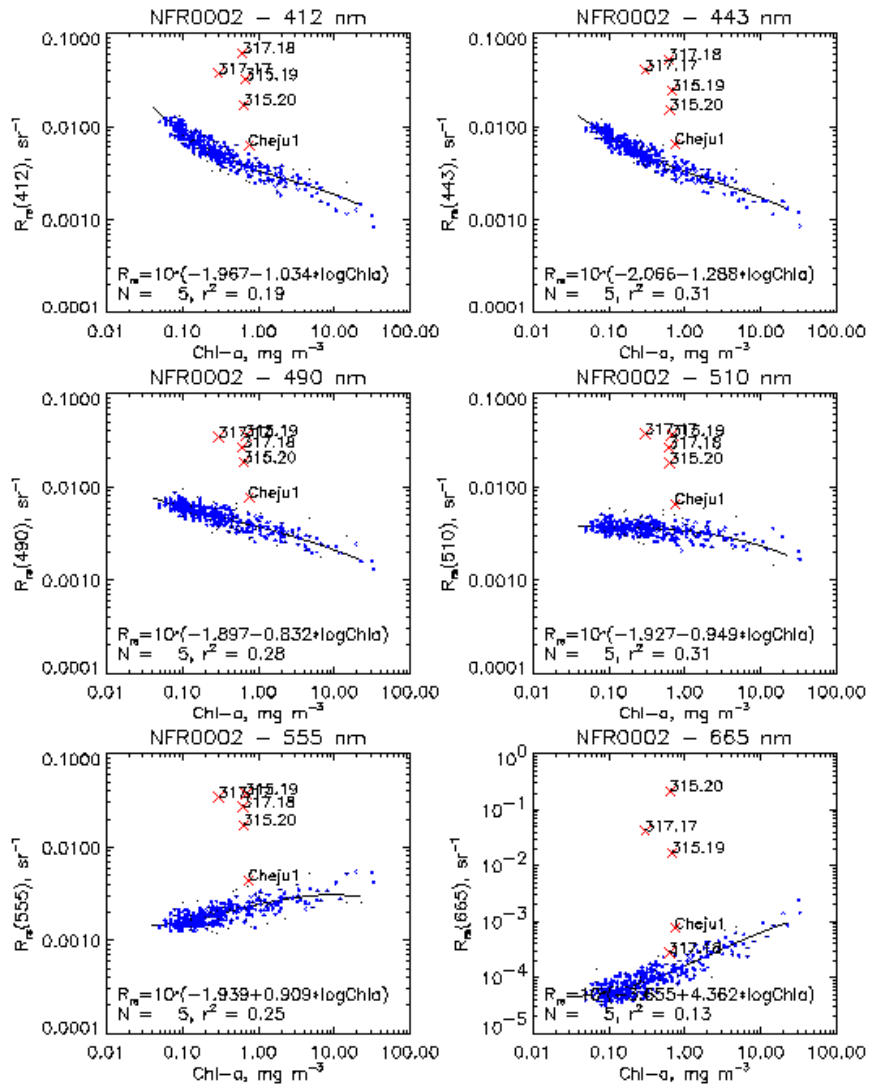 NFR0002 - 412 nm
0.1000
0.0100
0.0010
0.0001
Rrs(412), sr⁻¹
317.18
317.17
315.19
315.20
Cheju1
Rrs=10^(-1.967-1.034*logChla)
N = 5, r² = 0.19
0.01 0.10 1.00 10.00 100.00
Chl-a, mg m⁻³
NFR0002 - 443 nm
0.1000
0.0100
0.0010
0.0001
Rrs(443), sr⁻¹
317.18
317.17
315.19
315.20
Cheju1
Rrs=10^(-2.066-1.288*logChla)
N = 5, r² = 0.31
0.01 0.10 1.00 10.00 100.00
Chl-a, mg m⁻³
NFR0002 - 490 nm
0.1000
0.0100
0.0010
0.0001
Rrs(490), sr⁻¹
315.19
317.18
315.20
Cheju1
Rrs=10^(-1.897-0.832*logChla)
N = 5, r² = 0.28
0.01 0.10 1.00 10.00 100.00
Chl-a, mg m⁻³
NFR0002 - 510 nm
0.1000
0.0100
0.0010
0.0001
Rrs(510), sr⁻¹
317.17
315.19
317.18
315.20
Cheju1
Rrs=10^(-1.927-0.949*logChla)
N = 5, r² = 0.31
0.01 0.10 1.00 10.00 100.00
Chl-a, mg m⁻³
NFR0002 - 555 nm
0.1000
0.0100
0.0010
0.0001
Rrs(555), sr⁻¹
315.19
317.18
315.20
Cheju1
Rrs=10^(-1.939+0.909*logChla)
N = 5, r² = 0.25
0.01 0.10 1.00 10.00 100.00
Chl-a, mg m⁻³
NFR0002 - 665 nm
10⁰
10⁻¹
10⁻²
10⁻³
10⁻⁴
10⁻⁵
Rrs(665), sr⁻¹
315.20
317.17
315.19
Cheju1
317.18
N = 5, r² = 0.13
0.01 0.10 1.00 10.00 100.00
Chl-a, mg m⁻³